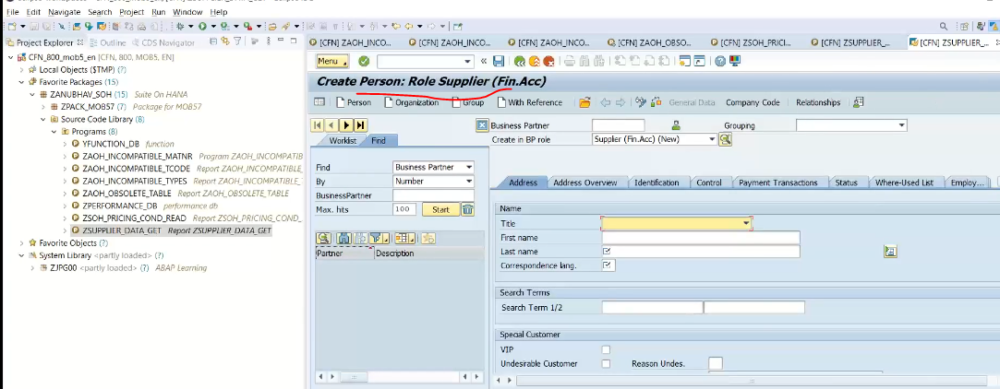 File Edit Navigate Search Project Run Window Help
Project Explorer Outline CDS Navigator
CFN_800_mob5_en [CFN, 800, MOB5, EN]
Local Objects ($TMP) (?)
Favorite Packages (15)
ZANUBHAV_SOH (15) Suite On HANA
ZPACK_MOB57 (7) Package for MOB57
Source Code Library (8)
Programs (8)
YFUNCTION_DB function
ZAOH_INCOMPATIBLE_MATNR Program ZAOH_INCOMPATIB
ZAOH_INCOMPATIBLE_TCODE Report ZAOH_INCOMPATIBLE_
ZAOH_INCOMPATIBLE_TYPES Report ZAOH_INCOMPATIBLE_
ZAOH_OBSOLETE_TABLE Report ZAOH_OBSOLETE_TABLE
ZPERFORMANCE_DB performance db
ZSOH_PRICING_COND_READ Report ZSOH_PRICING_COND_
ZSUPPLIER_DATA_GET Report ZSUPPLIER_DATA_GET
Favorite Objects (?)
System Library <partly loaded> (?)
ZJPG00 <partly loaded> (7) ABAP Learning
[CFN] ZAOH_INCO... [CFN] ZAOH_INCO... [CFN] ZAOH_INCO... [CFN] ZAOH_OBSO... [CFN] ZSOH_PRICI... [CFN] ZSUPPLIER_... [CFN] ZSUPPLIER_...
Menu
Create Person: Role Supplier (Fin.Acc)
Person Organization Group With Reference General Data Company Code Relationships
Worklist Find
Find Business Partner
By Number
BusinessPartner
Max. hits 100 Start
Partner Description
Business Partner Grouping
Create in BP role Supplier (Fin.Acc) (New)
Address Address Overview Identification Control Payment Transactions Status Where-Used List Employ...
Name
Title
First name
Last name
Correspondence lang.
Search Terms
Search Term 1/2
Special Customer
VIP
Undesirable Customer Reason Undes.